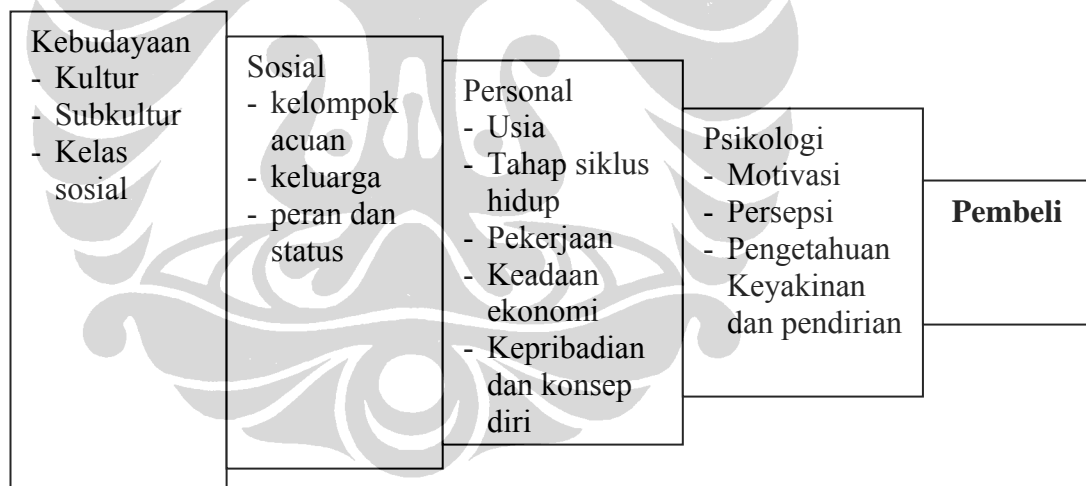 Kebudayaan
- Kultur
- Subkultur
- Kelas
sosial
Sosial
- kelompok
acuan
- keluarga
- peran dan
status
Personal
- Usia
- Tahap siklus
hidup
- Pekerjaan
- Keadaan
ekonomi
- Kepribadian
dan konsep
diri
Psikologi
- Motivasi
- Persepsi
- Pengetahuan
Keyakinan
dan pendirian
Pembeli